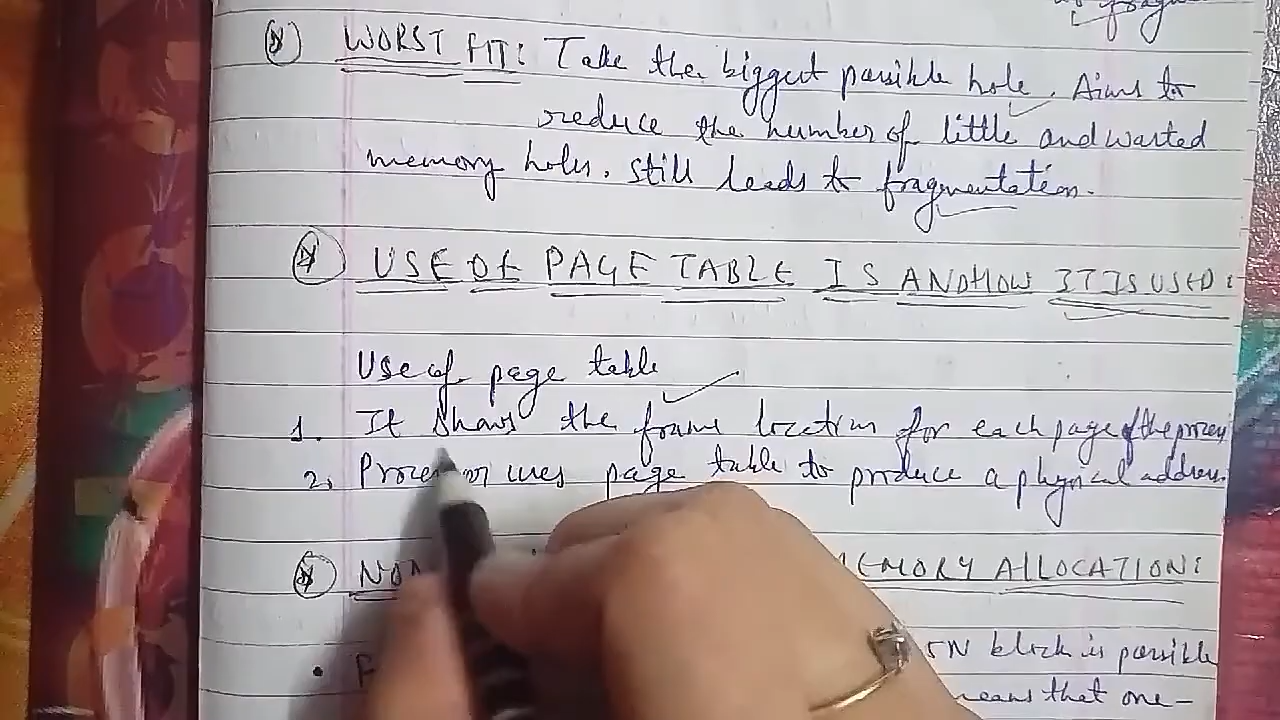 WORST FIT: Take the biggest possible hole. Aims to
reduce the number of little and wasted
memory holes. Still leads to fragmentation.
USE OF PAGE TABLE IS AND HOW IT IS USED:
Use of page table
1. It shows the frame location for each page of the process
2. Processor uses page table to produce a physical address.
MEMORY ALLOCATION:
block is possible
means that one-